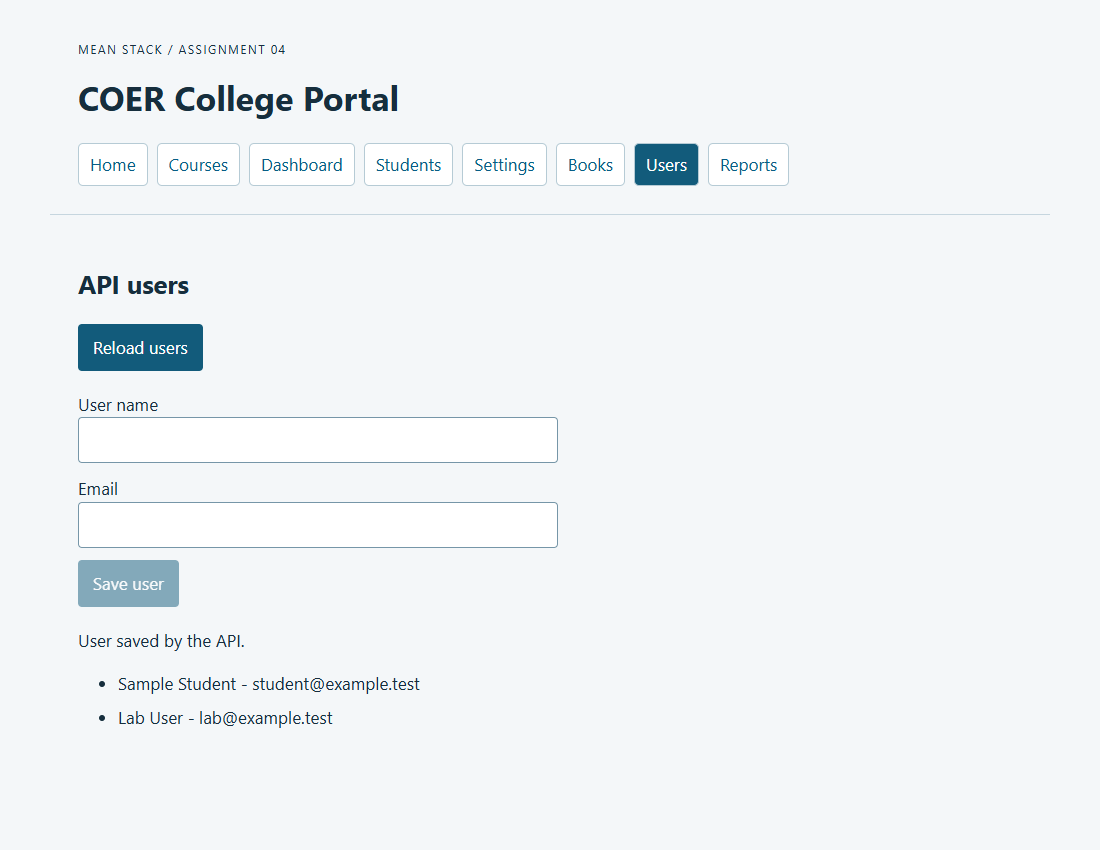 MEAN STACK / ASSIGNMENT 04
COER College Portal
Home Courses Dashboard Students Settings Books Users Reports
API users
Reload users
User name
Email
Save user
User saved by the API.
Sample Student - student@example.test
Lab User - lab@example.test